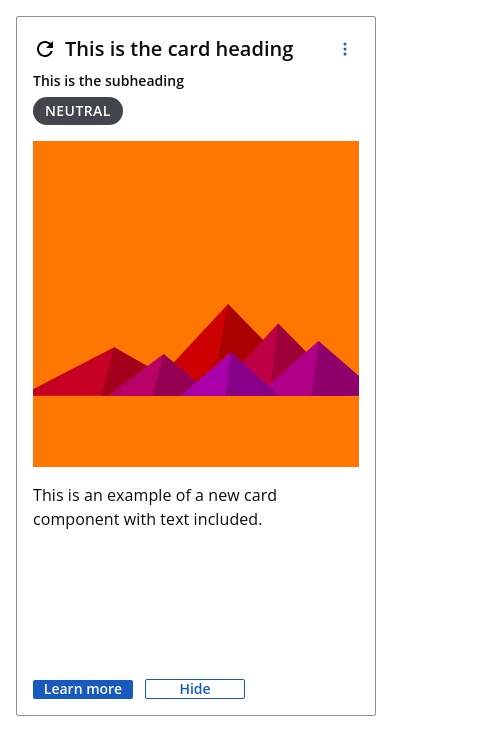 This is the card heading
This is the subheading
NEUTRAL
This is an example of a new card
component with text included.
Learn more
Hide